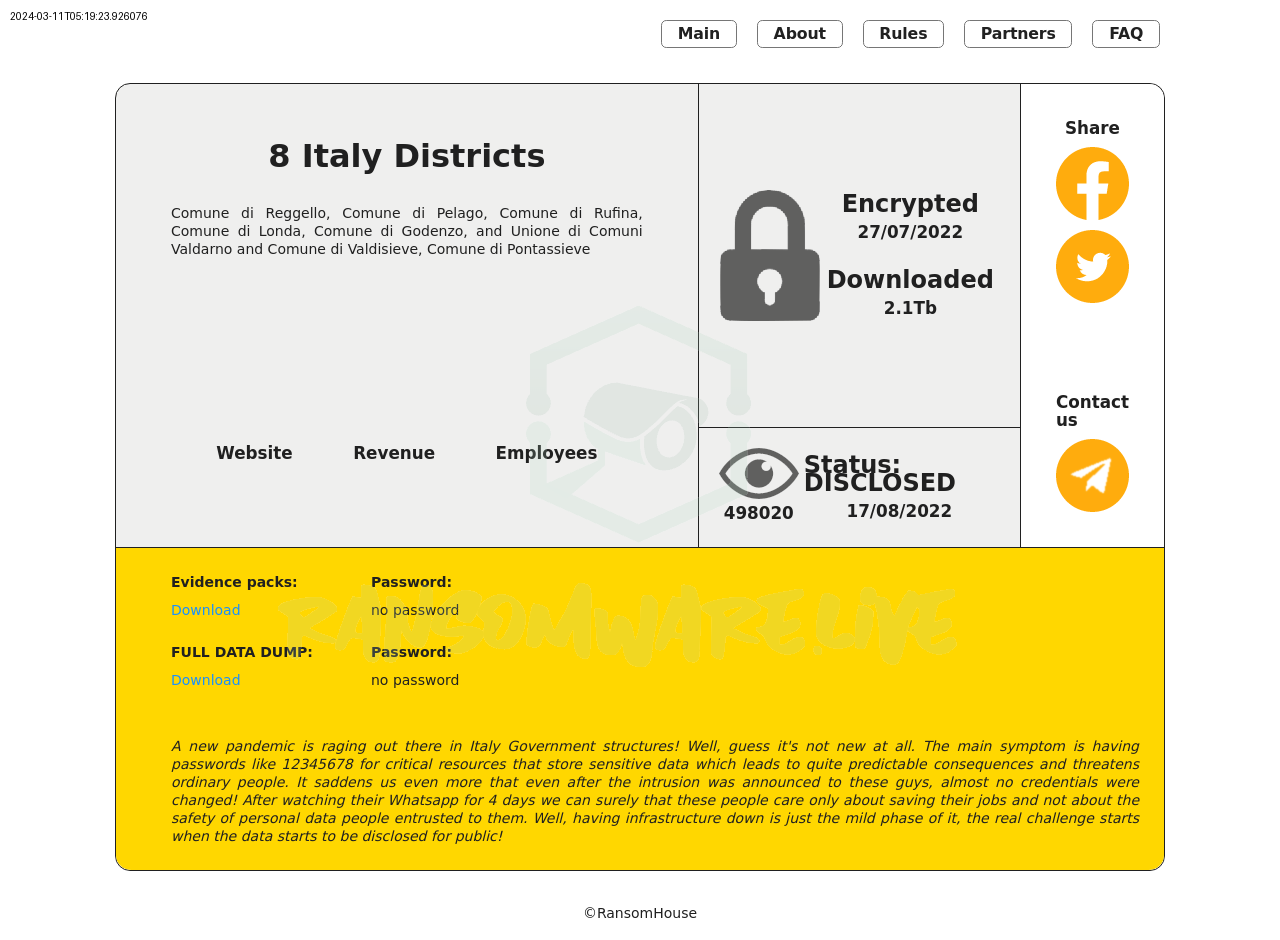 2024-03-11T05:19:23.926076
Main About Rules Partners FAQ
8 Italy Districts
Comune di Reggello, Comune di Pelago, Comune di Rufina,
Comune di Londa, Comune di Godenzo, and Unione di Comuni
Valdarno and Comune di Valdisieve, Comune di Pontassieve
Website Revenue Employees
Encrypted
27/07/2022
Downloaded
2.1Tb
Status:
DISCLOSED
498020 17/08/2022
Share
Contact
us
Evidence packs: Password:
Download no password
RANSOMWARE.LIVE
FULL DATA DUMP: Password:
Download no password
A new pandemic is raging out there in Italy Government structures! Well, guess it's not new at all. The main symptom is having
passwords like 12345678 for critical resources that store sensitive data which leads to quite predictable consequences and threatens
ordinary people. It saddens us even more that even after the intrusion was announced to these guys, almost no credentials were
changed! After watching their Whatsapp for 4 days we can surely that these people care only about saving their jobs and not about the
safety of personal data people entrusted to them. Well, having infrastructure down is just the mild phase of it, the real challenge starts
when the data starts to be disclosed for public!
©RansomHouse